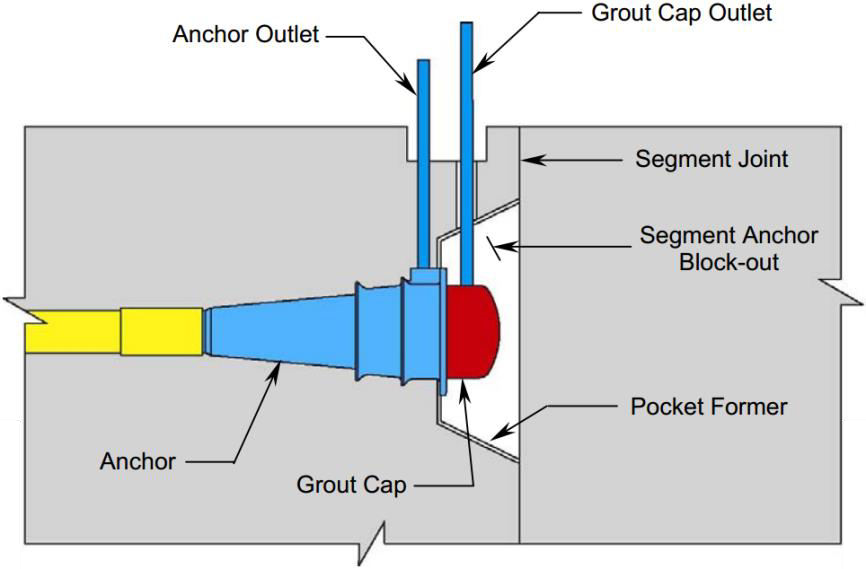 Grout Cap Outlet
Anchor Outlet
Segment Joint
Segment Anchor
Block-out
Pocket Former
Anchor
Grout Cap